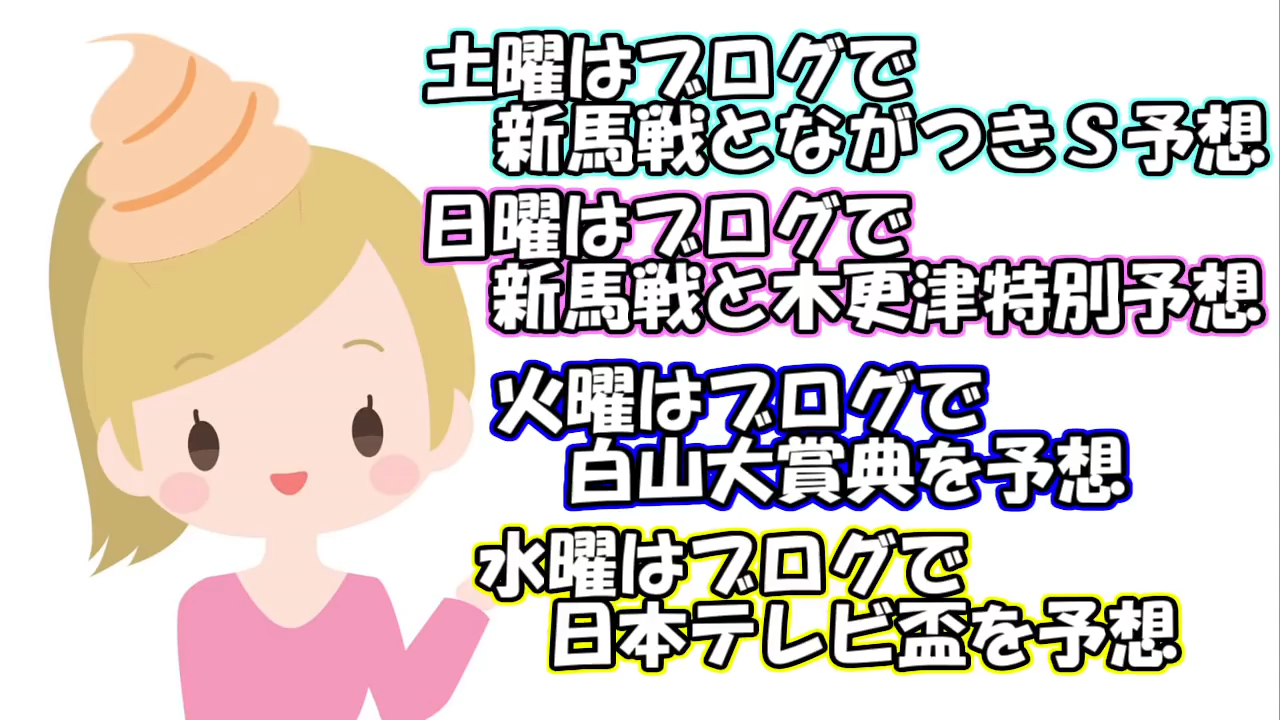 土曜はブログで
新馬戦とながつきＳ予想
日曜はブログで
新馬戦と木更津特別予想
火曜はブログで
白山大賞典を予想
水曜はブログで
日本テレビ盃を予想